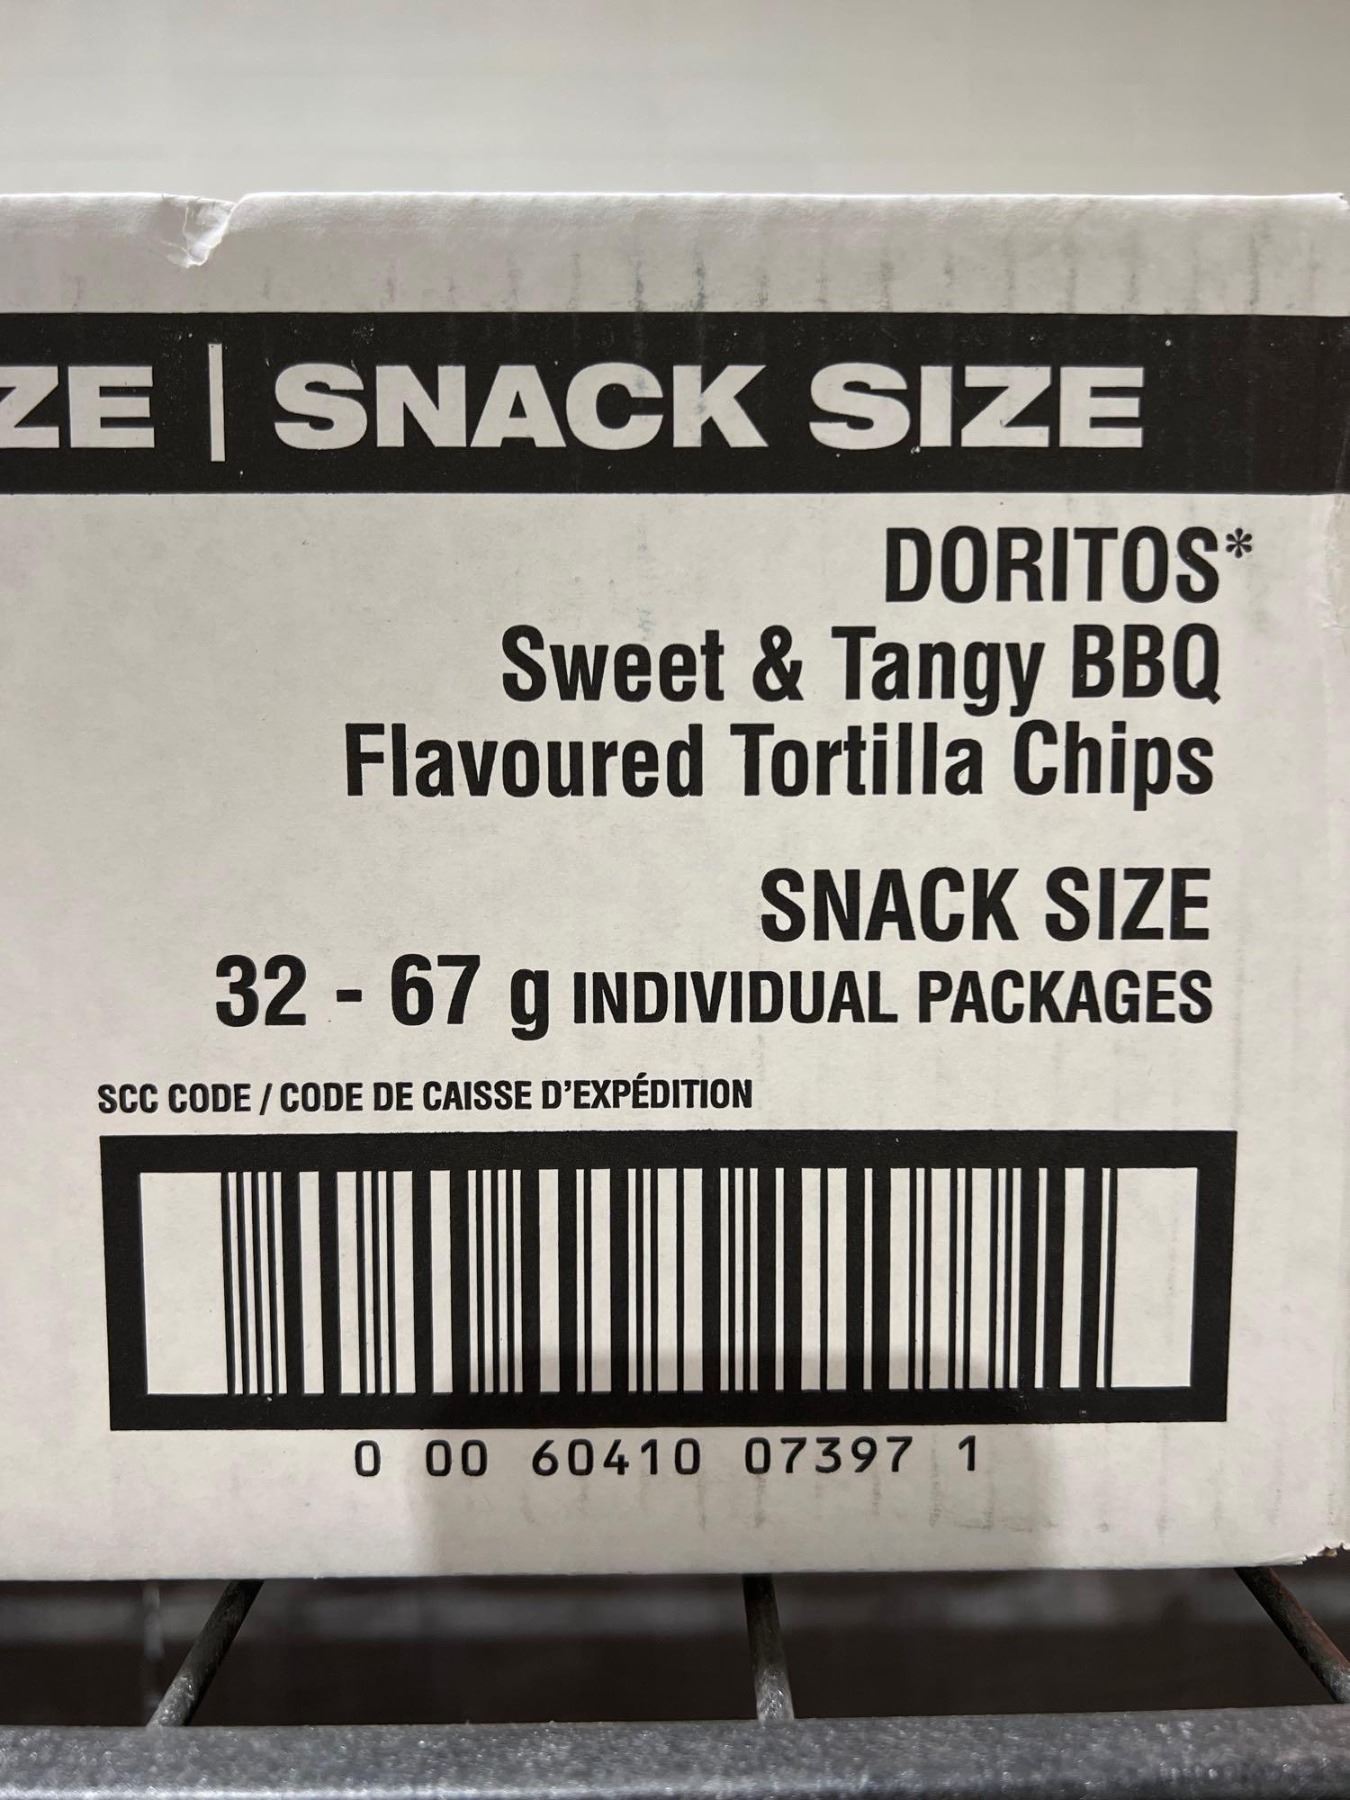 ZE | SNACK SIZE
DORITOS*
Sweet & Tangy BBQ
Flavoured Tortilla Chips
SNACK SIZE
32 - 67 g INDIVIDUAL PACKAGES
SCC CODE / CODE DE CAISSE D'EXPÉDITION
0 00 60410 07397 1